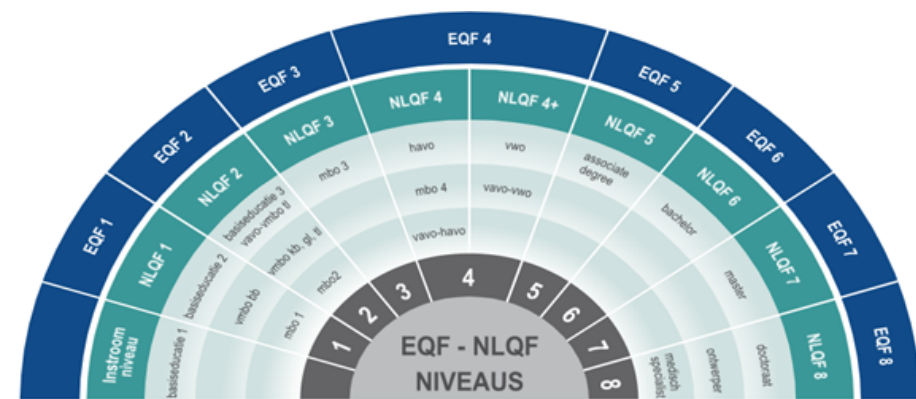 EQF 1
EQF 2
EQF 3
EQF 4
EQF 5
EQF 6
EQF 7
EQF 8
Instroom
niveau
NLQF 1
NLQF 2
NLQF 3
NLQF 4
NLQF 4+
NLQF 5
NLQF 6
NLQF 7
NLQF 8
basiseducatie 1
basiseducatie 2
vmbo bb
mbo 1
basiseducatie 3
vavo-vmbo tl
vmbo kb, gl, tl
mbo2
mbo 3
havo
mbo 4
vavo-havo
vwo
vavo-vwo
associate
degree
bachelor
master
doctoraat
ontwerper
medisch
specialist
1
2
3
4
5
6
7
8
EQF - NLQF
NIVEAUS